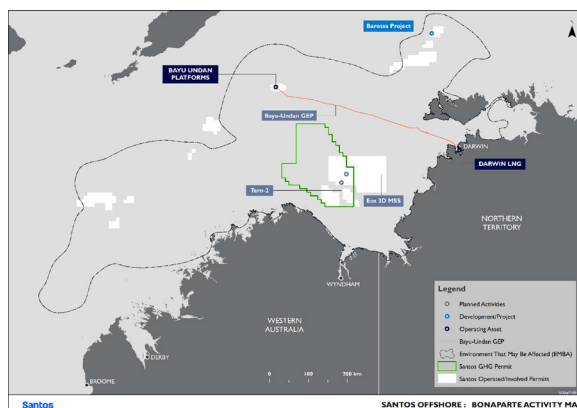 Barossa Project
BAYU UNDAN
PLATFORMS
Bayu-Undan GEP
DARWIN
DARWIN LNG
Tern-2
Eos 3D MSS
NORTHERN
TERRITORY
WYNDHAM
WESTERN
AUSTRALIA
DERBY
BROOME
0 100 200 km
Legend
Planned Activities
Development/Project
Operating Asset
Bayu-Undan GEP
Environment That May Be Affected (EMBA)
Santos GHG Permit
Santos Operated/Involved Permits
Santos
SANTOS OFFSHORE : BONAPARTE ACTIVITY MA